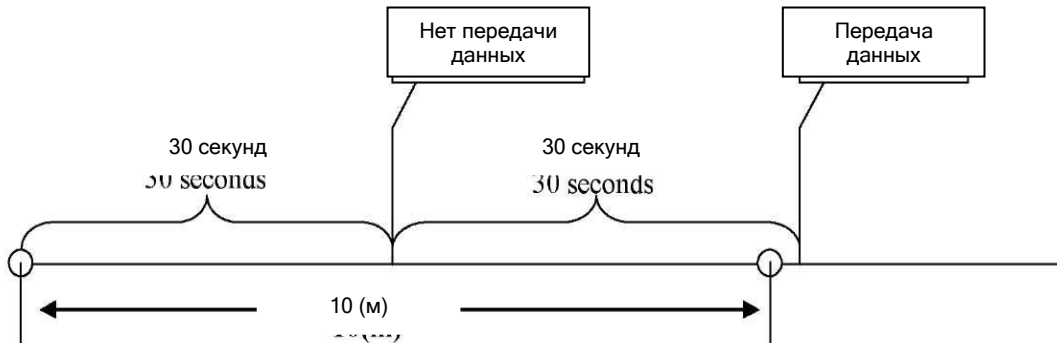 Нет передачи
данных
Передача
данных
30 секунд
30 секунд
30 seconds
30 seconds
10 (м)